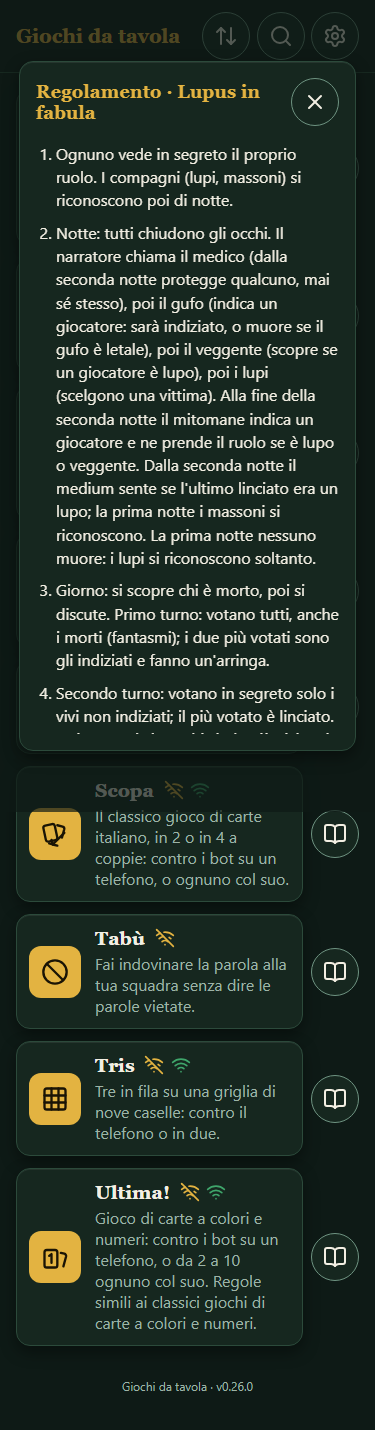 Giochi da tavola
Regolamento · Lupus in
fabula
1. Ognuno vede in segreto il proprio
ruolo. I compagni (lupi, massoni) si
riconoscono poi di notte.
2. Notte: tutti chiudono gli occhi. Il
narratore chiama il medico (dalla
seconda notte protegge qualcuno, mai
sé stesso), poi il gufo (indica un
giocatore: sarà indiziato, o muore se il
gufo è letale), poi il veggente (scopre se
un giocatore è lupo), poi i lupi
(scelgono una vittima). Alla fine della
seconda notte il mitomane indica un
giocatore e ne prende il ruolo se è lupo
o veggente. Dalla seconda notte il
medium sente se l'ultimo linciato era un
lupo; la prima notte i massoni si
riconoscono. La prima notte nessuno
muore: i lupi si riconoscono soltanto.
3. Giorno: si scopre chi è morto, poi si
discute. Primo turno: votano tutti, anche
i morti (fantasmi); i due più votati sono
gli indiziati e fanno un'arringa.
4. Secondo turno: votano in segreto solo i
vivi non indiziati; il più votato è linciato.
Scopa
Il classico gioco di carte
italiano, in 2 o in 4 a
coppie: contro i bot su un
telefono, o ognuno col suo.
Tabù
Fai indovinare la parola alla
tua squadra senza dire le
parole vietate.
Tris
Tre in fila su una griglia di
nove caselle: contro il
telefono o in due.
Ultima!
Gioco di carte a colori e
numeri: contro i bot su un
telefono, o da 2 a 10
ognuno col suo. Regole
simili ai classici giochi di
carte a colori e numeri.
Giochi da tavola · v0.26.0